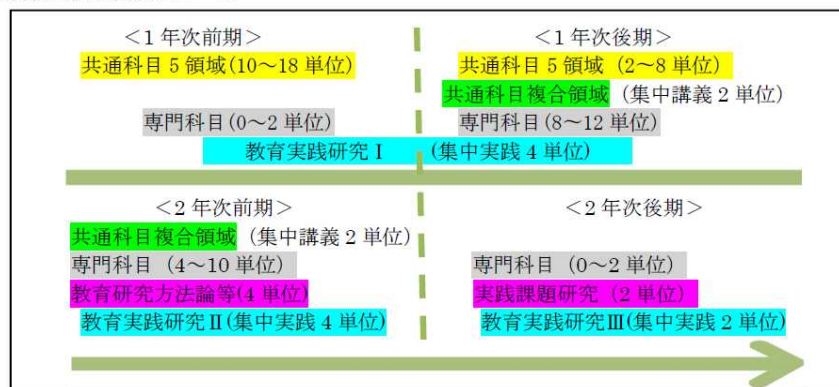 <1年次前期>
共通科目5領域(10～18単位)
専門科目(0～2単位)
<1年次後期>
共通科目5領域 (2～8単位)
共通科目複合領域 (集中講義2単位)
専門科目(8～12単位)
教育実践研究Ⅰ (集中実践4単位)
<2年次前期>
共通科目複合領域 (集中講義2単位)
専門科目 (4～10単位)
教育研究方法論等(4単位)
教育実践研究Ⅱ(集中実践4単位)
<2年次後期>
専門科目 (0～2単位)
実践課題研究 (2単位)
教育実践研究Ⅲ(集中実践2単位)